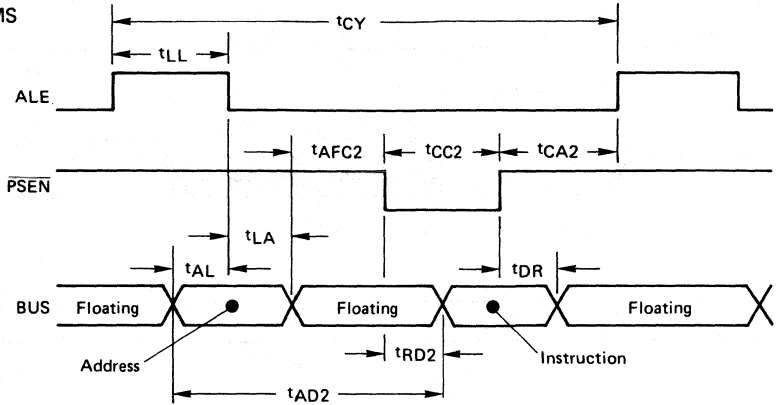 MS
tCY
tLL
ALE
tAFC2 tCC2 tCA2
PSEN
tLA
tAL tDR
BUS Floating Floating Floating
Address tRD2 Instruction
tAD2